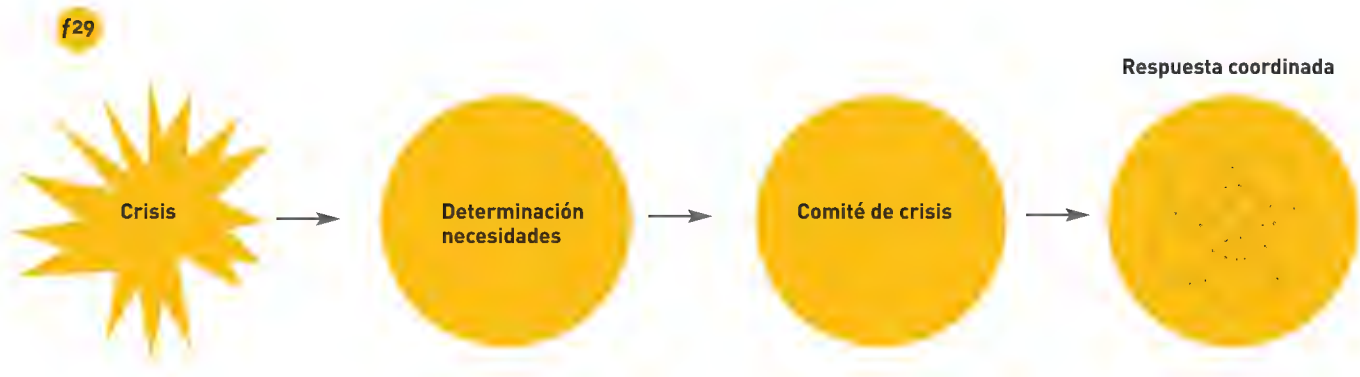 f29
Respuesta coordinada
Crisis
Determinación
necesidades
Comité de crisis